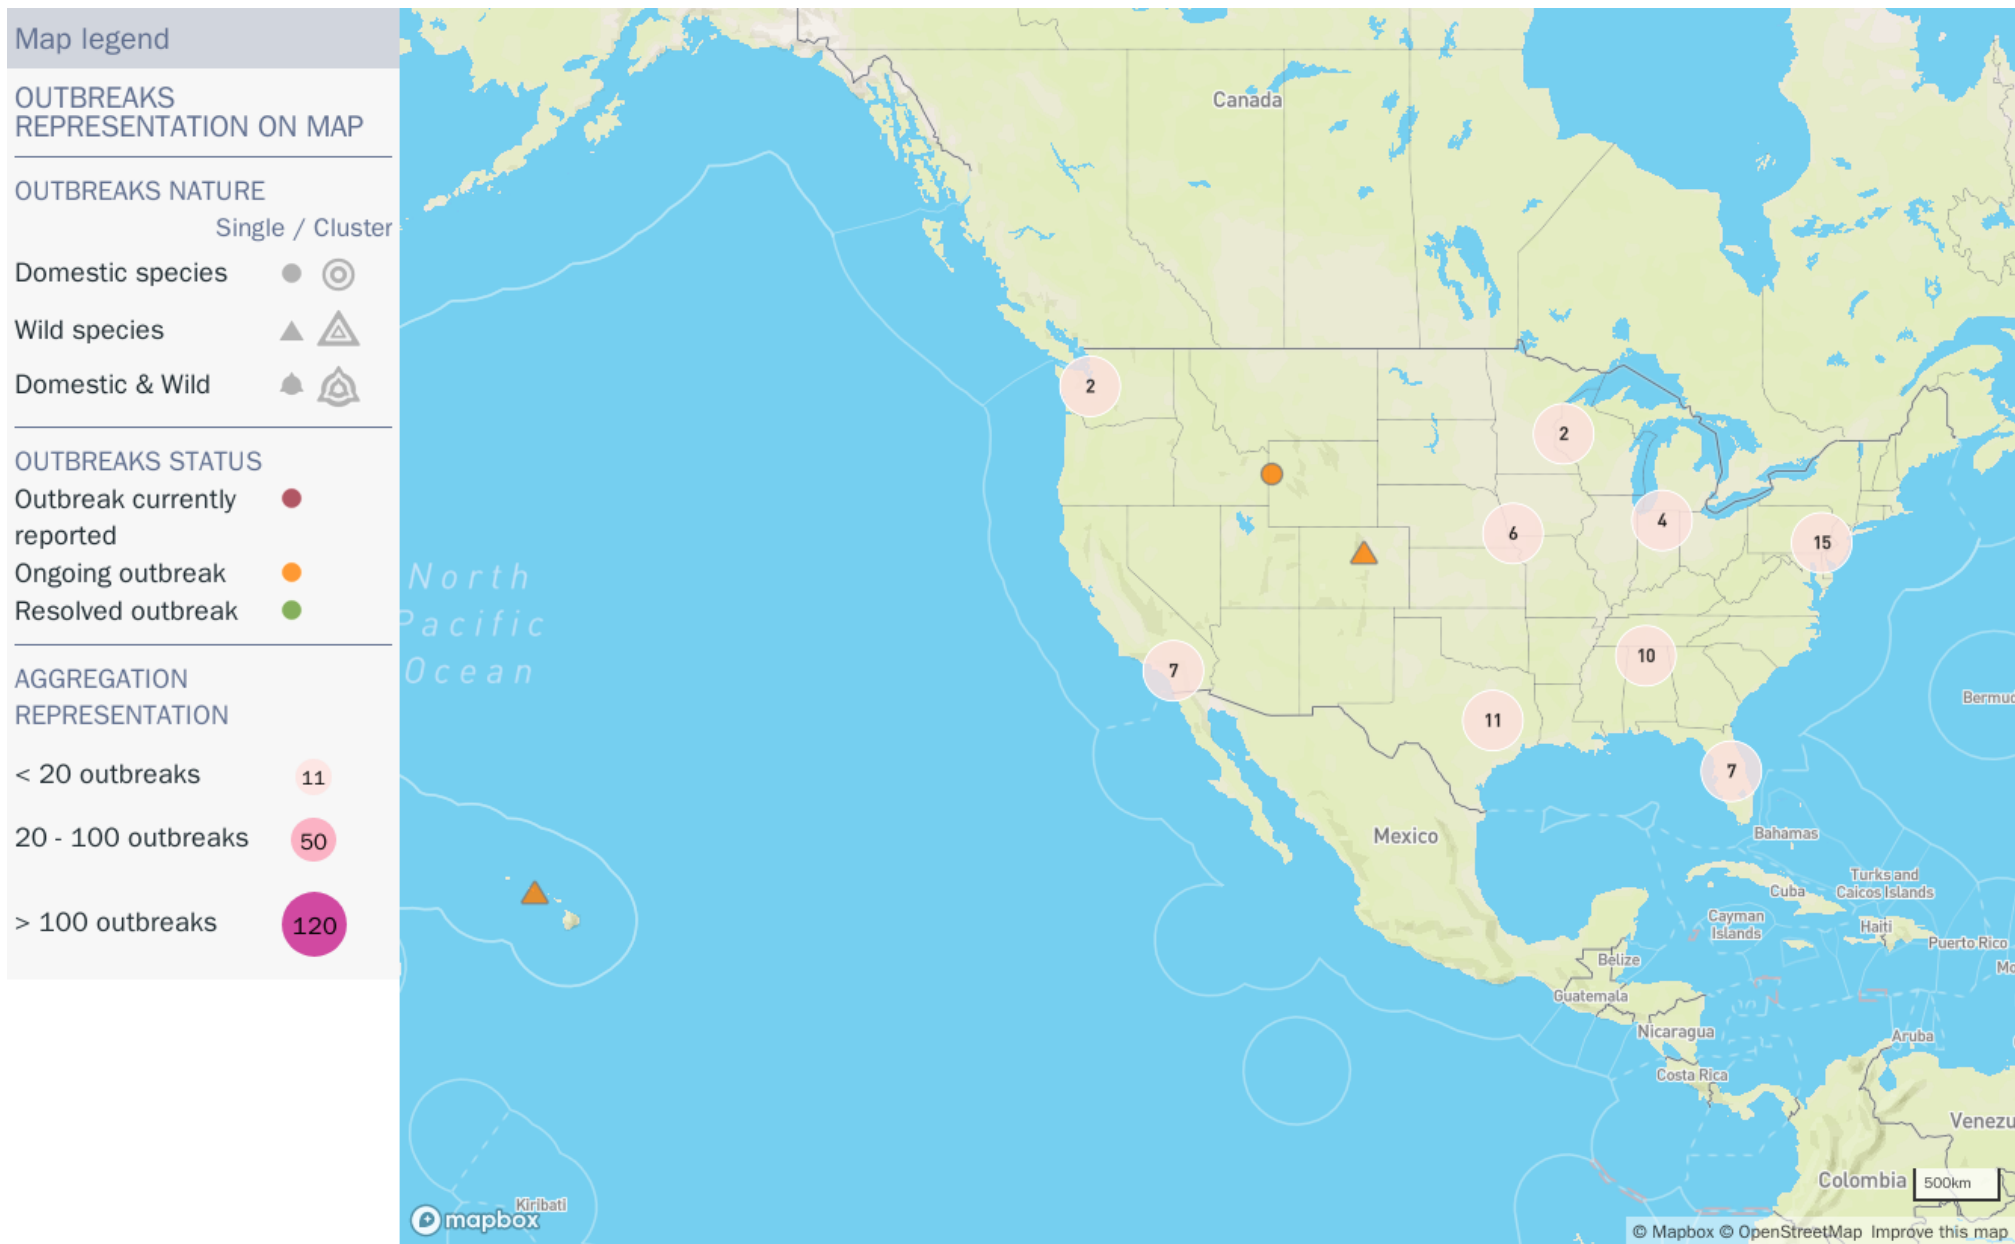 Map legend
OUTBREAKS
REPRESENTATION ON MAP
OUTBREAKS NATURE
Single / Cluster
Domestic species
Wild species
Domestic & Wild
OUTBREAKS STATUS
Outbreak currently
reported
Ongoing outbreak
Resolved outbreak
AGGREGATION
REPRESENTATION
< 20 outbreaks
11
20 - 100 outbreaks
50
> 100 outbreaks
120
Canada
2
2
6
4
15
North
Pacific
Ocean
7
10
11
7
Bermuc
Mexico
Bahamas
Cuba
Turks and
Caicos Islands
Cayman
Islands
Haiti
Puerto Rico
Mo
Belize
Guatemala
Nicaragua
Aruba
Costa Rica
Venezu
Colombia
500km
Kiribati
mapbox
© Mapbox © OpenStreetMap Improve this map